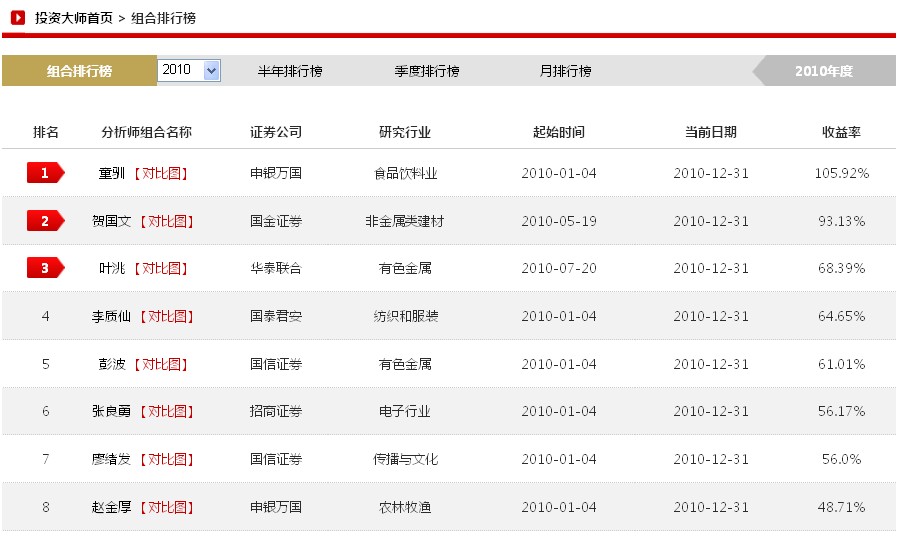 投资大师首页 > 组合排行榜
组合排行榜 2010 半年排行榜 季度排行榜 月排行榜 2010年度
排名 分析师组合名称 证券公司 研究行业 起始时间 当前日期 收益率
1 童驯 【对比图】 申银万国 食品饮料业 2010-01-04 2010-12-31 105.92%
2 贺国文 【对比图】 国金证券 非金属类建材 2010-05-19 2010-12-31 93.13%
3 叶洮 【对比图】 华泰联合 有色金属 2010-07-20 2010-12-31 68.39%
4 李质仙 【对比图】 国泰君安 纺织和服装 2010-01-04 2010-12-31 64.65%
5 彭波 【对比图】 国信证券 有色金属 2010-01-04 2010-12-31 61.01%
6 张良勇 【对比图】 招商证券 电子行业 2010-01-04 2010-12-31 56.17%
7 廖绪发 【对比图】 国信证券 传播与文化 2010-01-04 2010-12-31 56.0%
8 赵金厚 【对比图】 申银万国 农林牧渔 2010-01-04 2010-12-31 48.71%